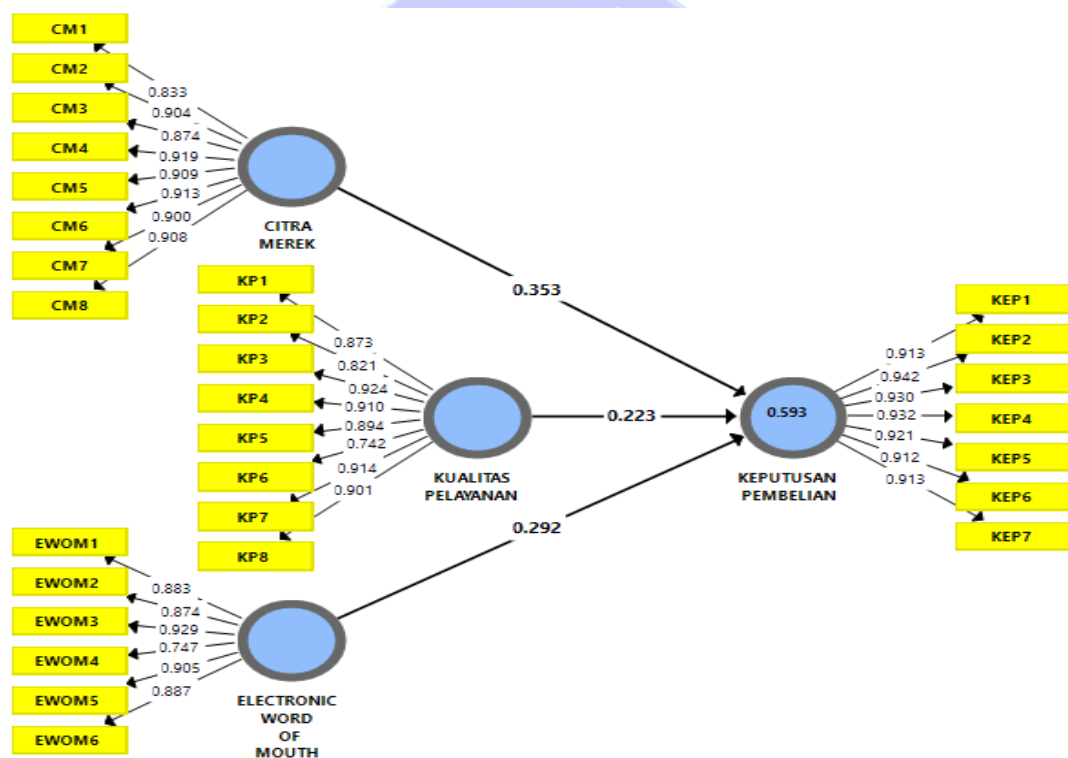 CM1
CM2
CM3
CM4
CM5
CM6
CM7
CM8
0.833
0.904
0.874
0.919
0.909
0.913
0.900
0.908
CITRA
MEREK
0.353
KP1
KP2
KP3
KP4
KP5
KP6
KP7
KP8
0.873
0.821
0.924
0.910
0.894
0.742
0.914
0.901
KUALITAS
PELAYANAN
0.223
EWOM1
EWOM2
EWOM3
EWOM4
EWOM5
EWOM6
0.883
0.874
0.929
0.747
0.905
0.887
ELECTRONIC
WORD
OF
MOUTH
0.292
0.593
KEPUTUSAN
PEMBELIAN
0.913
0.942
0.930
0.932
0.921
0.912
0.913
KEP1
KEP2
KEP3
KEP4
KEP5
KEP6
KEP7